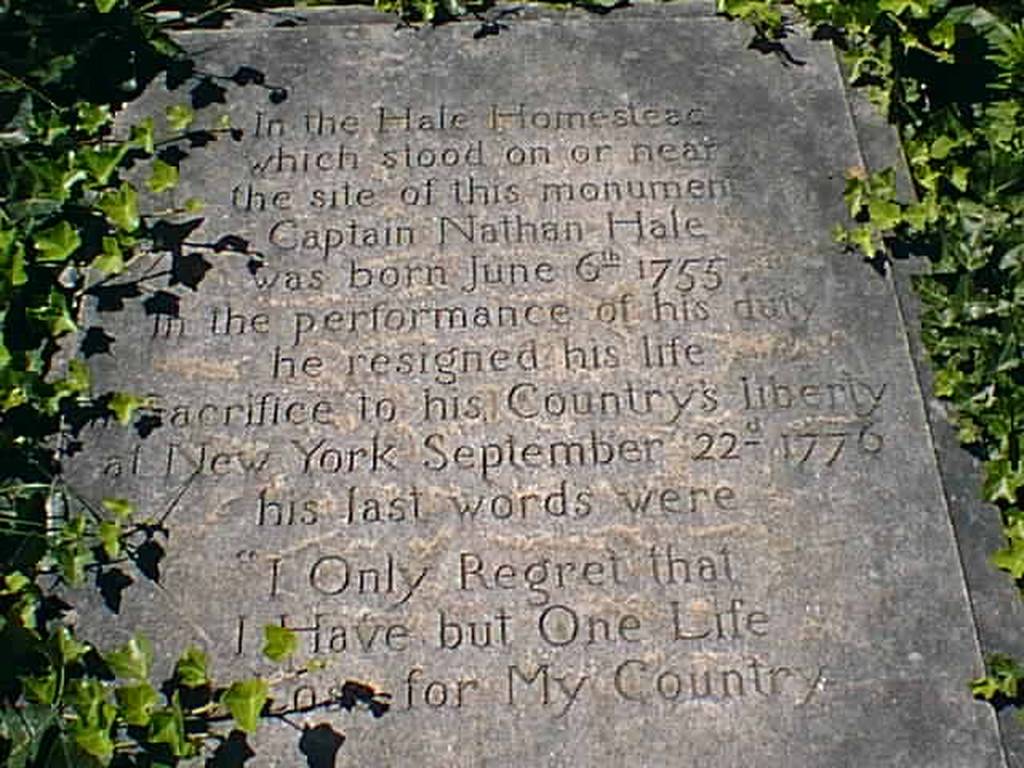 In the Hale Homestead
which stood on or near
the site of this monument
Captain Nathan Hale
was born June 6th 1755
In the performance of his duty
he resigned his life
sacrifice to his Country's liberty
at New York September 22d 1776
his last words were
"I Only Regret that
I Have but One Life
for My Country